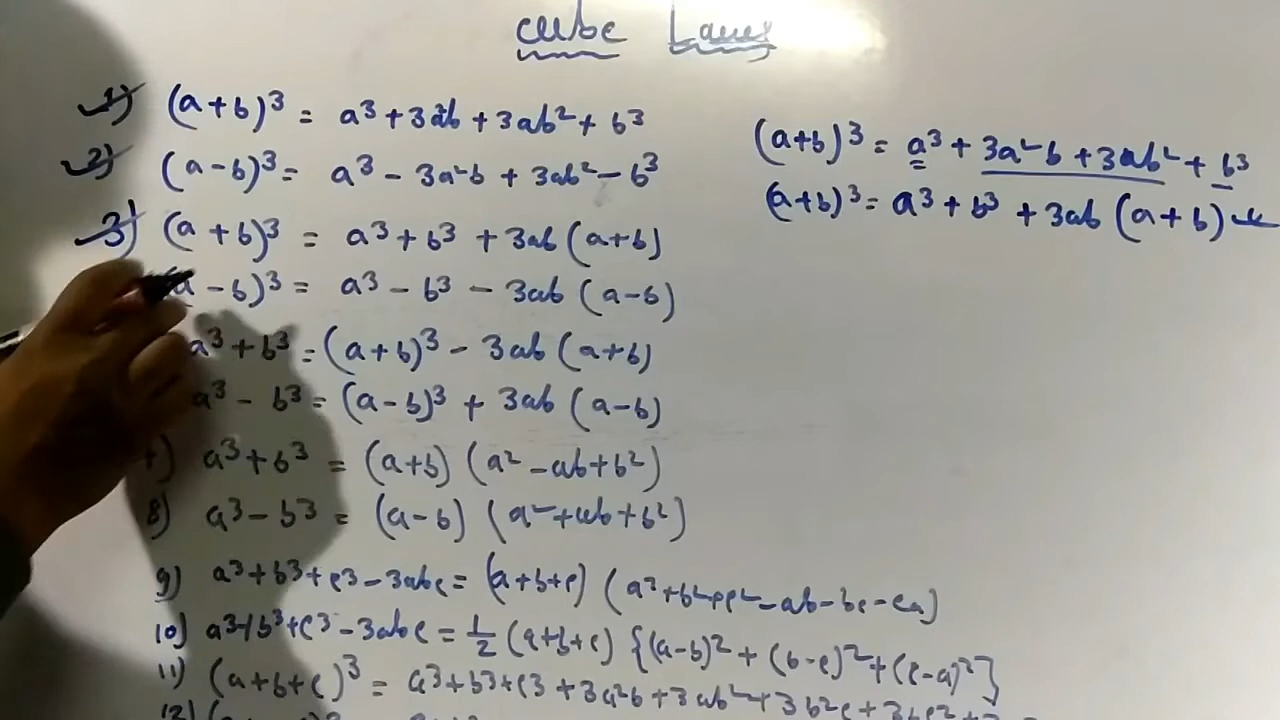 cube Laws
1) (a+b)³ = a³ + 3a²b + 3ab² + b³
2) (a-b)³ = a³ - 3a²b + 3ab² - b³
3) (a+b)³ = a³ + b³ + 3ab (a+b)
a - b)³ = a³ - b³ - 3ab (a-b)
a³ + b³ = (a+b)³ - 3ab (a+b)
a³ - b³ = (a-b)³ + 3ab (a-b)
) a³ + b³ = (a+b) (a² - ab + b²)
8) a³ - b³ = (a-b) (a² + ab + b²)
9) a³ + b³ + c³ - 3abc = (a+b+c) (a² + b² + c² - ab - bc - ca)
10) a³ + b³ + c³ - 3abc = 1/2 (a+b+c) {(a-b)² + (b-c)² + (c-a)²}
11) (a+b+c)³ = a³ + b³ + c³ + 3a²b + 3ab² + 3b²c + 3bc² +
12) (
(a+b)³ = a³ + 3a²b + 3ab² + b³
(a+b)³ = a³ + b³ + 3ab (a+b)